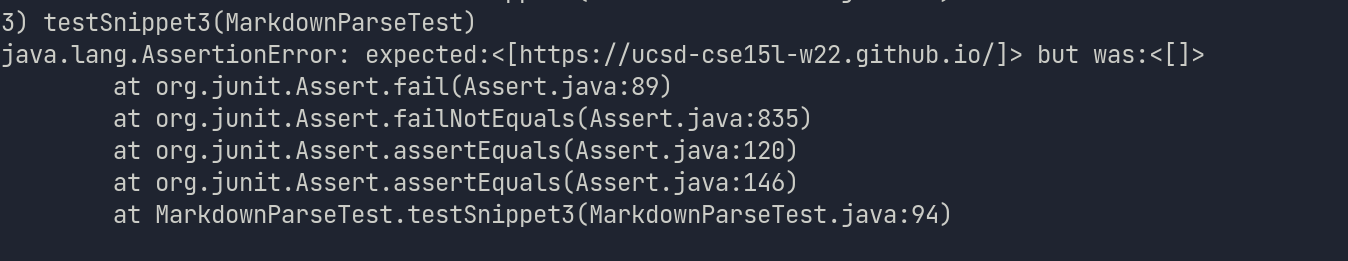 3) testSnippet3(MarkdownParseTest)
java.lang.AssertionError: expected:<[https://ucsd-cse15l-w22.github.io/]> but was:<[]>
at org.junit.Assert.fail(Assert.java:89)
at org.junit.Assert.failNotEquals(Assert.java:835)
at org.junit.Assert.assertEquals(Assert.java:120)
at org.junit.Assert.assertEquals(Assert.java:146)
at MarkdownParseTest.testSnippet3(MarkdownParseTest.java:94)